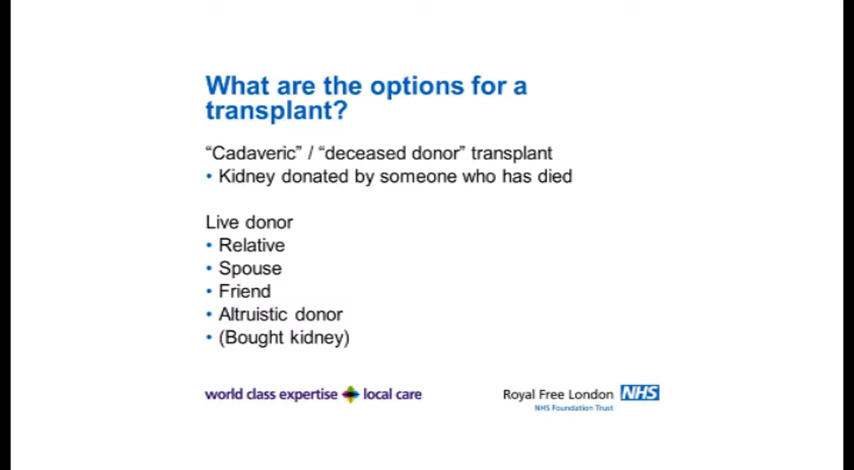 What are the options for a
transplant?
“Cadaveric” / “deceased donor” transplant
• Kidney donated by someone who has died
Live donor
• Relative
• Spouse
• Friend
• Altruistic donor
• (Bought kidney)
world class expertise local care
Royal Free London NHS
NHS Foundation Trust